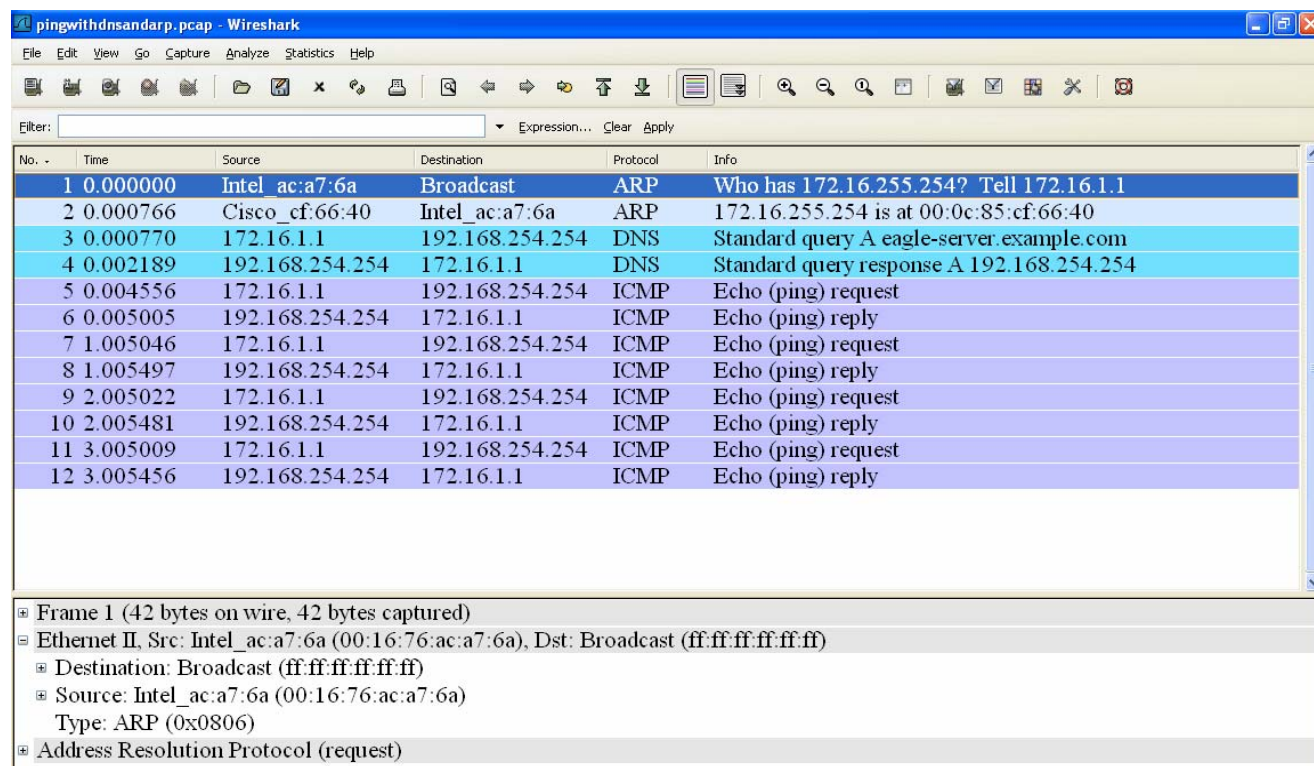 pingwithdnsandarp.pcap - Wireshark
File Edit View Go Capture Analyze Statistics Help
Filter: Expression... Clear Apply
No. - Time Source Destination Protocol Info
1 0.000000 Intel_ac:a7:6a Broadcast ARP Who has 172.16.255.254? Tell 172.16.1.1
2 0.000766 Cisco_cf:66:40 Intel_ac:a7:6a ARP 172.16.255.254 is at 00:0c:85:cf:66:40
3 0.000770 172.16.1.1 192.168.254.254 DNS Standard query A eagle-server.example.com
4 0.002189 192.168.254.254 172.16.1.1 DNS Standard query response A 192.168.254.254
5 0.004556 172.16.1.1 192.168.254.254 ICMP Echo (ping) request
6 0.005005 192.168.254.254 172.16.1.1 ICMP Echo (ping) reply
7 1.005046 172.16.1.1 192.168.254.254 ICMP Echo (ping) request
8 1.005497 192.168.254.254 172.16.1.1 ICMP Echo (ping) reply
9 2.005022 172.16.1.1 192.168.254.254 ICMP Echo (ping) request
10 2.005481 192.168.254.254 172.16.1.1 ICMP Echo (ping) reply
11 3.005009 172.16.1.1 192.168.254.254 ICMP Echo (ping) request
12 3.005456 192.168.254.254 172.16.1.1 ICMP Echo (ping) reply
Frame 1 (42 bytes on wire, 42 bytes captured)
Ethernet II, Src: Intel_ac:a7:6a (00:16:76:ac:a7:6a), Dst: Broadcast (ff:ff:ff:ff:ff:ff)
Destination: Broadcast (ff:ff:ff:ff:ff:ff)
Source: Intel_ac:a7:6a (00:16:76:ac:a7:6a)
Type: ARP (0x0806)
Address Resolution Protocol (request)